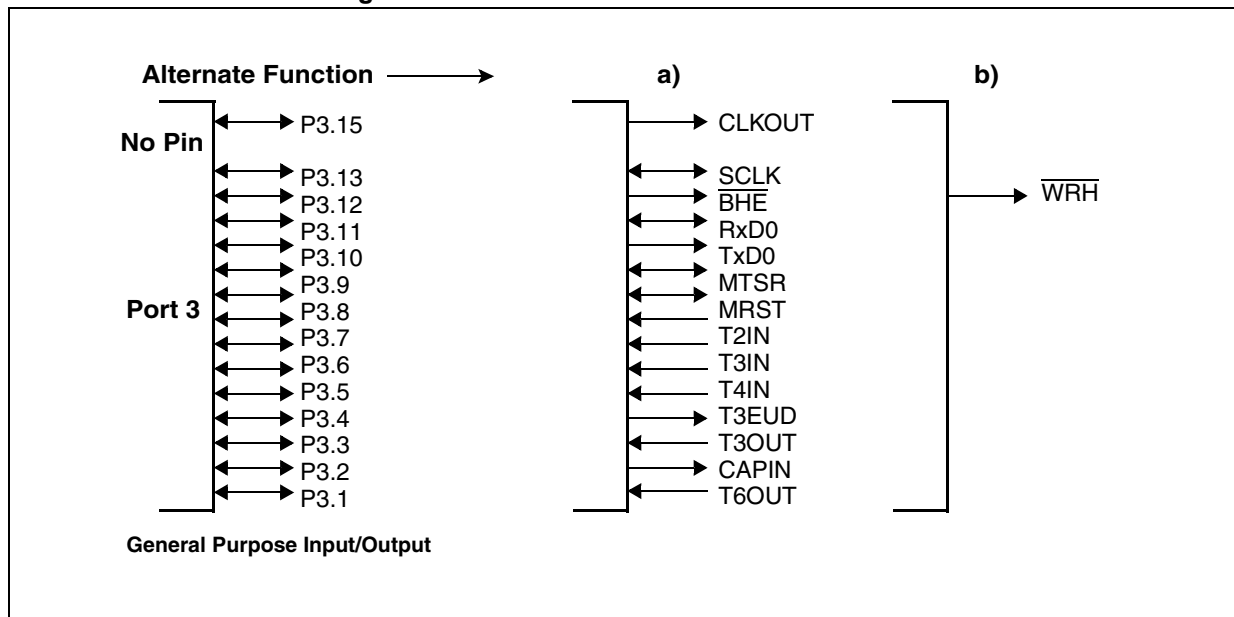 Alternate Function a) b)
No Pin
Port 3
P3.15
P3.13
P3.12
P3.11
P3.10
P3.9
P3.8
P3.7
P3.6
P3.5
P3.4
P3.3
P3.2
P3.1
General Purpose Input/Output
CLKOUT
SCLK
BHE
RxD0
TxD0
MTSR
MRST
T2IN
T3IN
T4IN
T3EUD
T3OUT
CAPIN
T6OUT
WRH